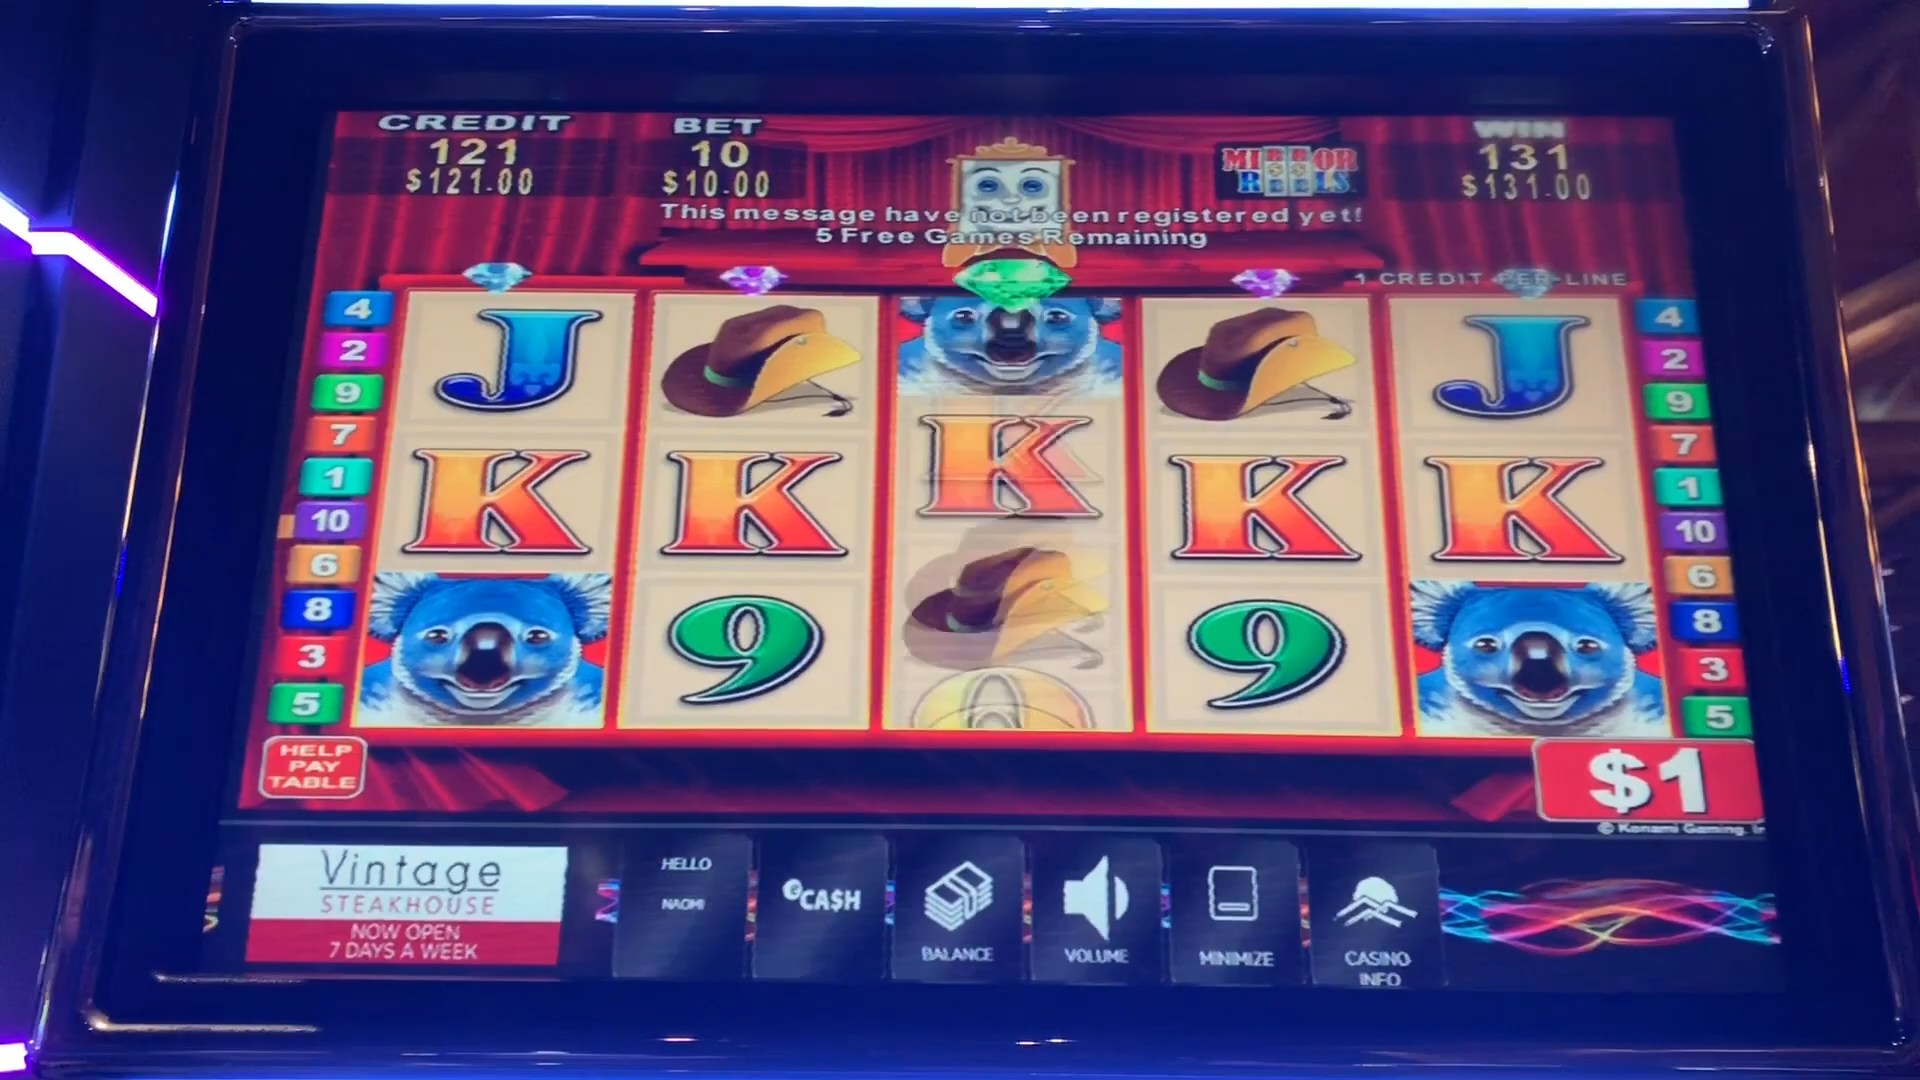 CREDIT
121
$121.00
BET
10
$10.00
MIRROR
REELS
WIN
131
$131.00
This message have not been registered yet!
5 Free Games Remaining
1 CREDIT PER LINE
4
2
9
7
1
10
6
8
3
5
J
J
K
K
K
K
K
9
9
4
2
9
7
1
10
6
8
3
5
HELP
PAY
TABLE
$1
© Konami Gaming, In
Vintage
STEAKHOUSE
NOW OPEN
7 DAYS A WEEK
HELLO
NAOMI
eCA$H
BALANCE
VOLUME
MINIMIZE
CASINO
INFO